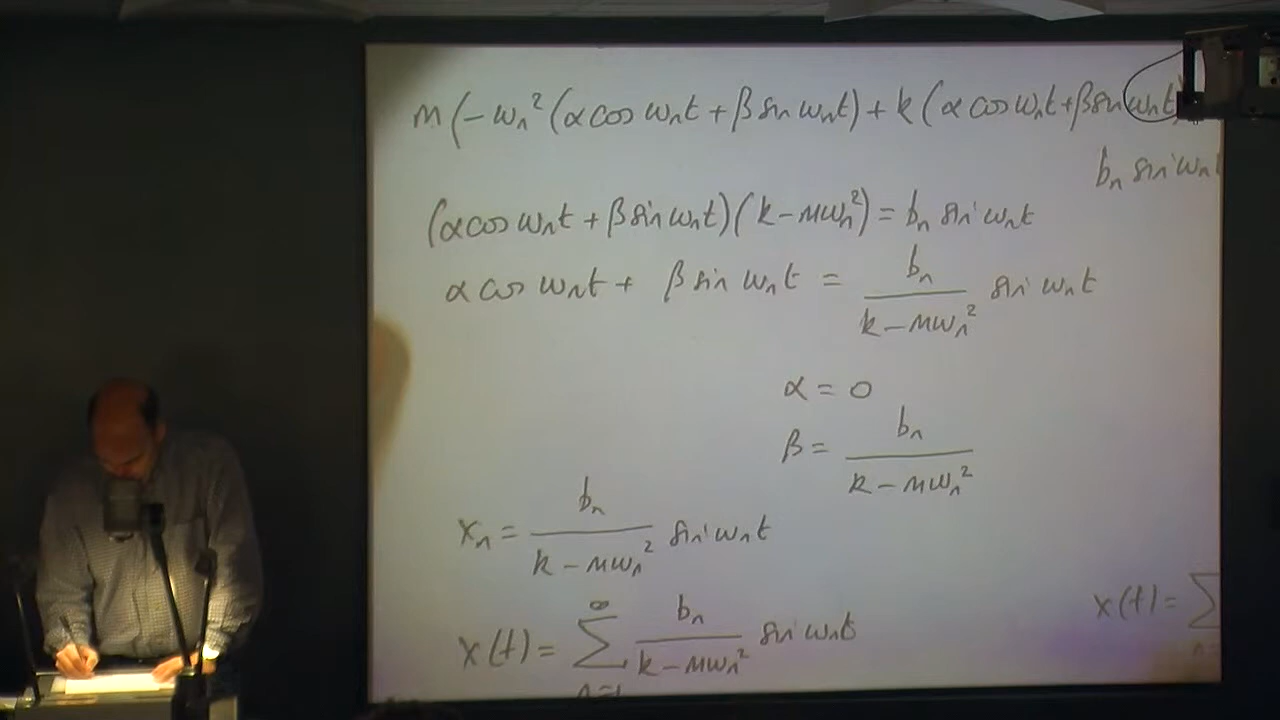 m(-ωₙ²(α cos ωₙt + β sin ωₙt) + k(α cos ωₙt + β sin ωₙt)
bₙ sin ωₙt
(α cos ωₙt + β sin ωₙt)(k - mωₙ²) = bₙ sin ωₙt
α cos ωₙt + β sin ωₙt = bₙ/(k - mωₙ²) sin ωₙt
α = 0
β = bₙ/(k - mωₙ²)
xₙ = bₙ/(k - mωₙ²) sin ωₙt
x(t) = ∑ₙ₌₁^∞ bₙ/(k - mωₙ²) sin ωₙt
x(t) = ∑